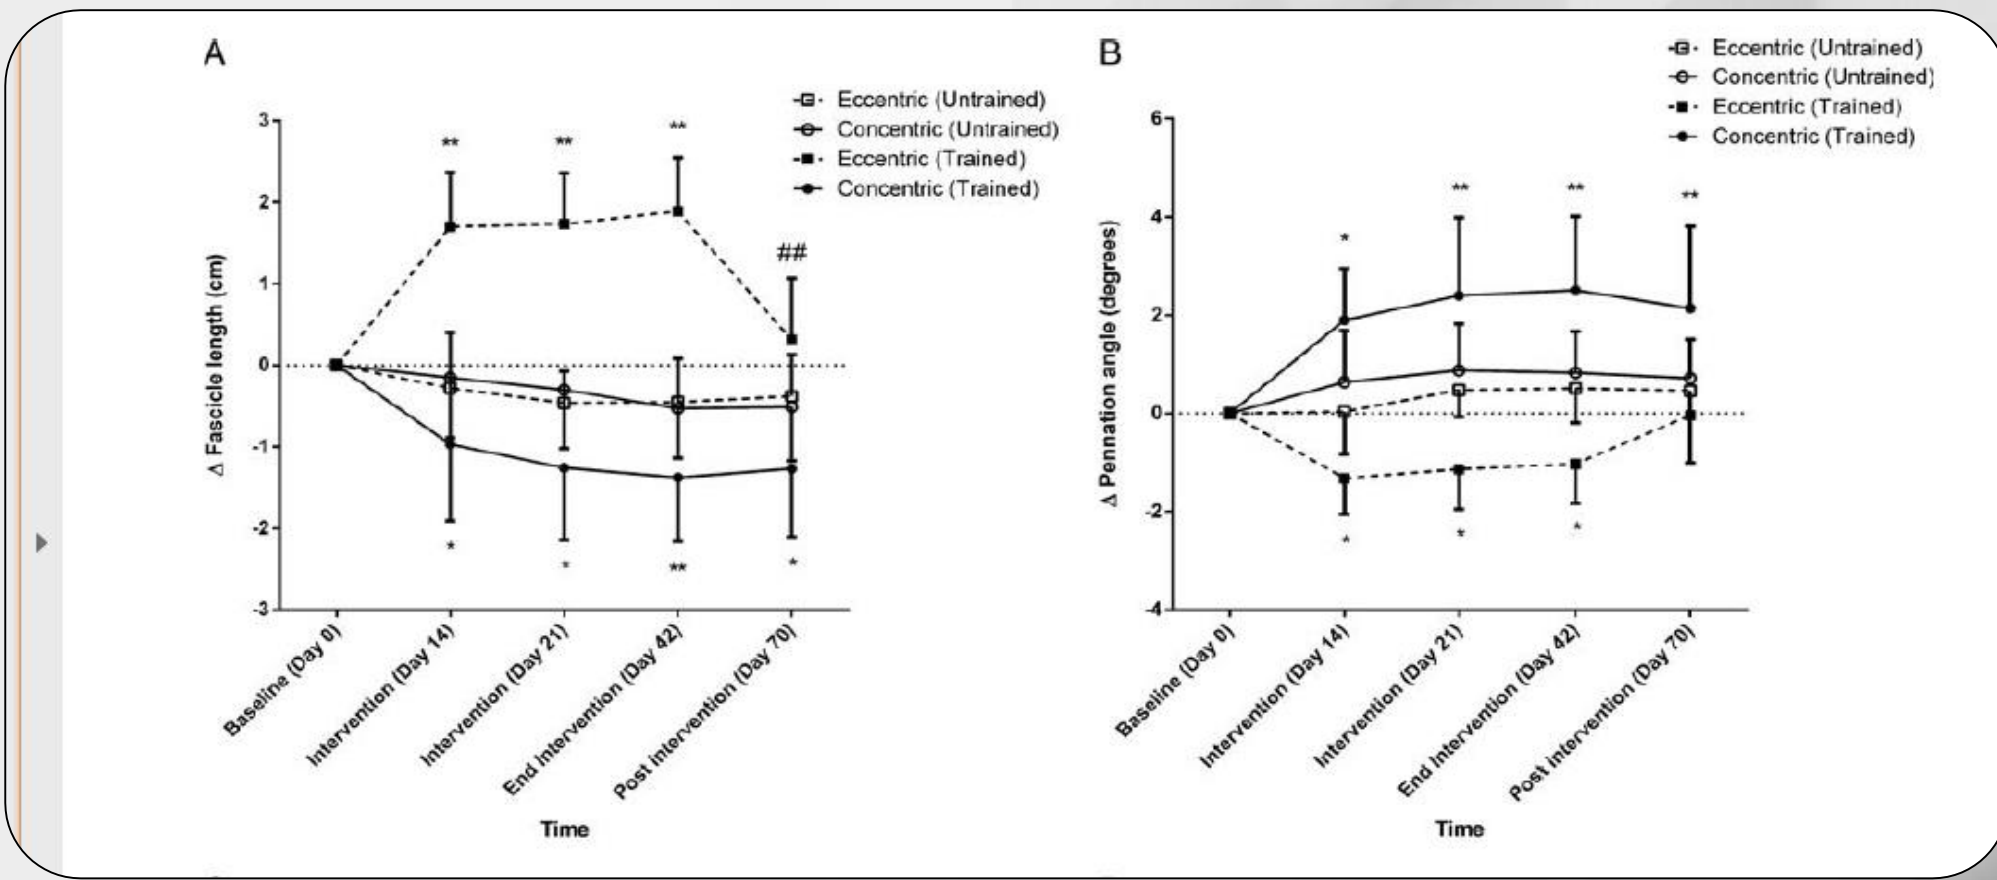 A
Eccentric (Untrained)
Concentric (Untrained)
Eccentric (Trained)
Concentric (Trained)
3
2
1
0
-1
-2
-3
**
**
**
##
*
*
**
*
Δ Fascicle length (cm)
Baseline (Day 0)
Intervention (Day 14)
Intervention (Day 21)
End Intervention (Day 42)
Post intervention (Day 70)
Time
B
Eccentric (Untrained)
Concentric (Untrained)
Eccentric (Trained)
Concentric (Trained)
6
4
2
0
-2
-4
*
**
**
**
*
*
*
Δ Pennation angle (degrees)
Baseline (Day 0)
Intervention (Day 14)
Intervention (Day 21)
End Intervention (Day 42)
Post intervention (Day 70)
Time